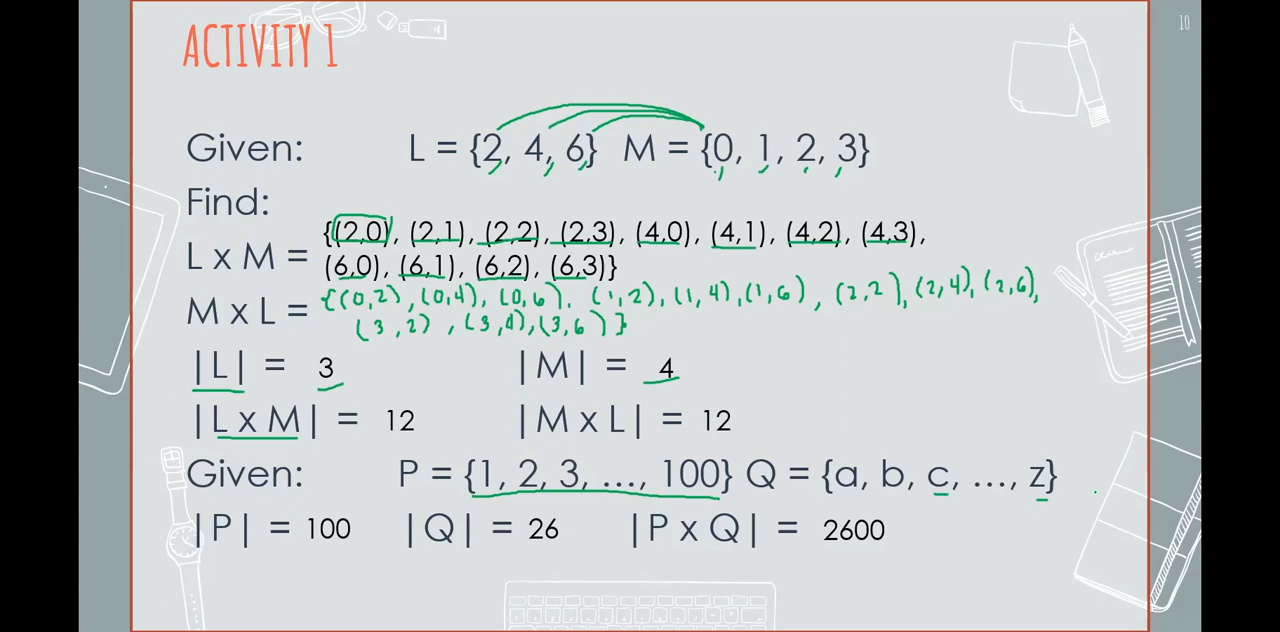 10
ACTIVITY 1
Given: L = {2, 4, 6} M = {0, 1, 2, 3}
Find:
L x M = {(2,0), (2,1), (2,2), (2,3), (4,0), (4,1), (4,2), (4,3),
(6,0), (6,1), (6,2), (6,3)}
M x L = {(0,2), (0,4), (0,6), (1,2), (1,4), (1,6), (2,2), (2,4), (2,6),
(3,2), (3,4), (3,6)}
|L| = 3 |M| = 4
|L x M| = 12 |M x L| = 12
Given: P = {1, 2, 3, …, 100} Q = {a, b, c, …, z}
|P| = 100 |Q| = 26 |P x Q| = 2600